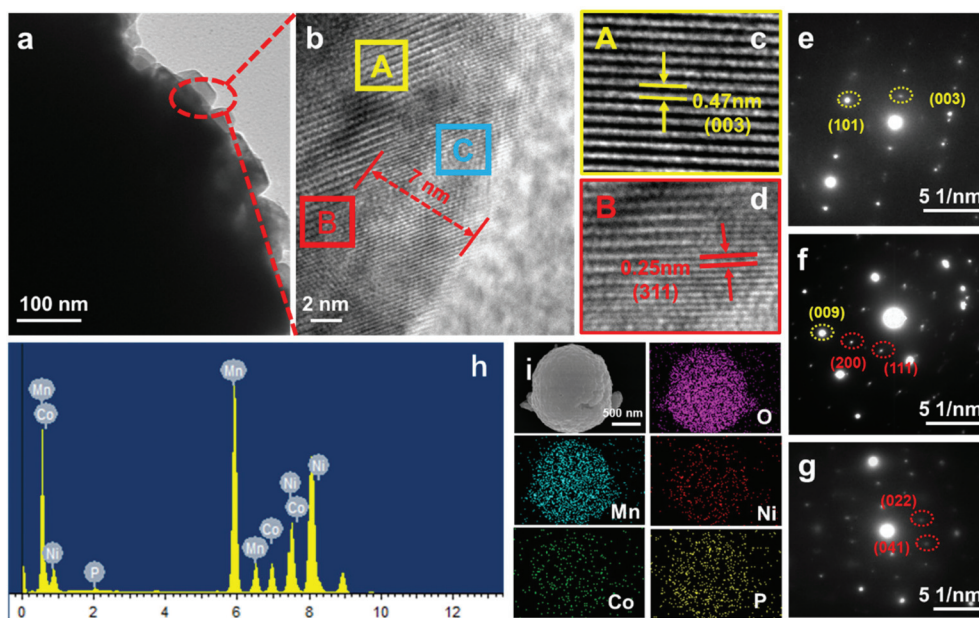 a
100 nm
b
A
C
7 nm
B
2 nm
A
c
0.47nm
(003)
B
d
0.25nm
(311)
e
(101)
(003)
5 1/nm
f
(009)
(200)
(111)
5 1/nm
g
(022)
(041)
5 1/nm
h
Mn
Co
Ni
P
Mn
Mn
Co
Ni
Co
Ni
0 2 4 6 8 10 12
i
500 nm
O
Mn
Ni
Co
P